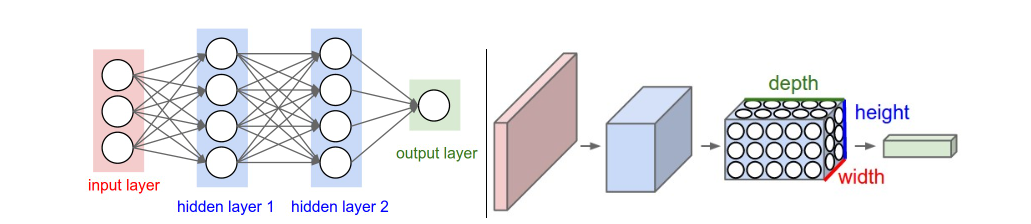 input layer
hidden layer 1
hidden layer 2
output layer
depth
height
width